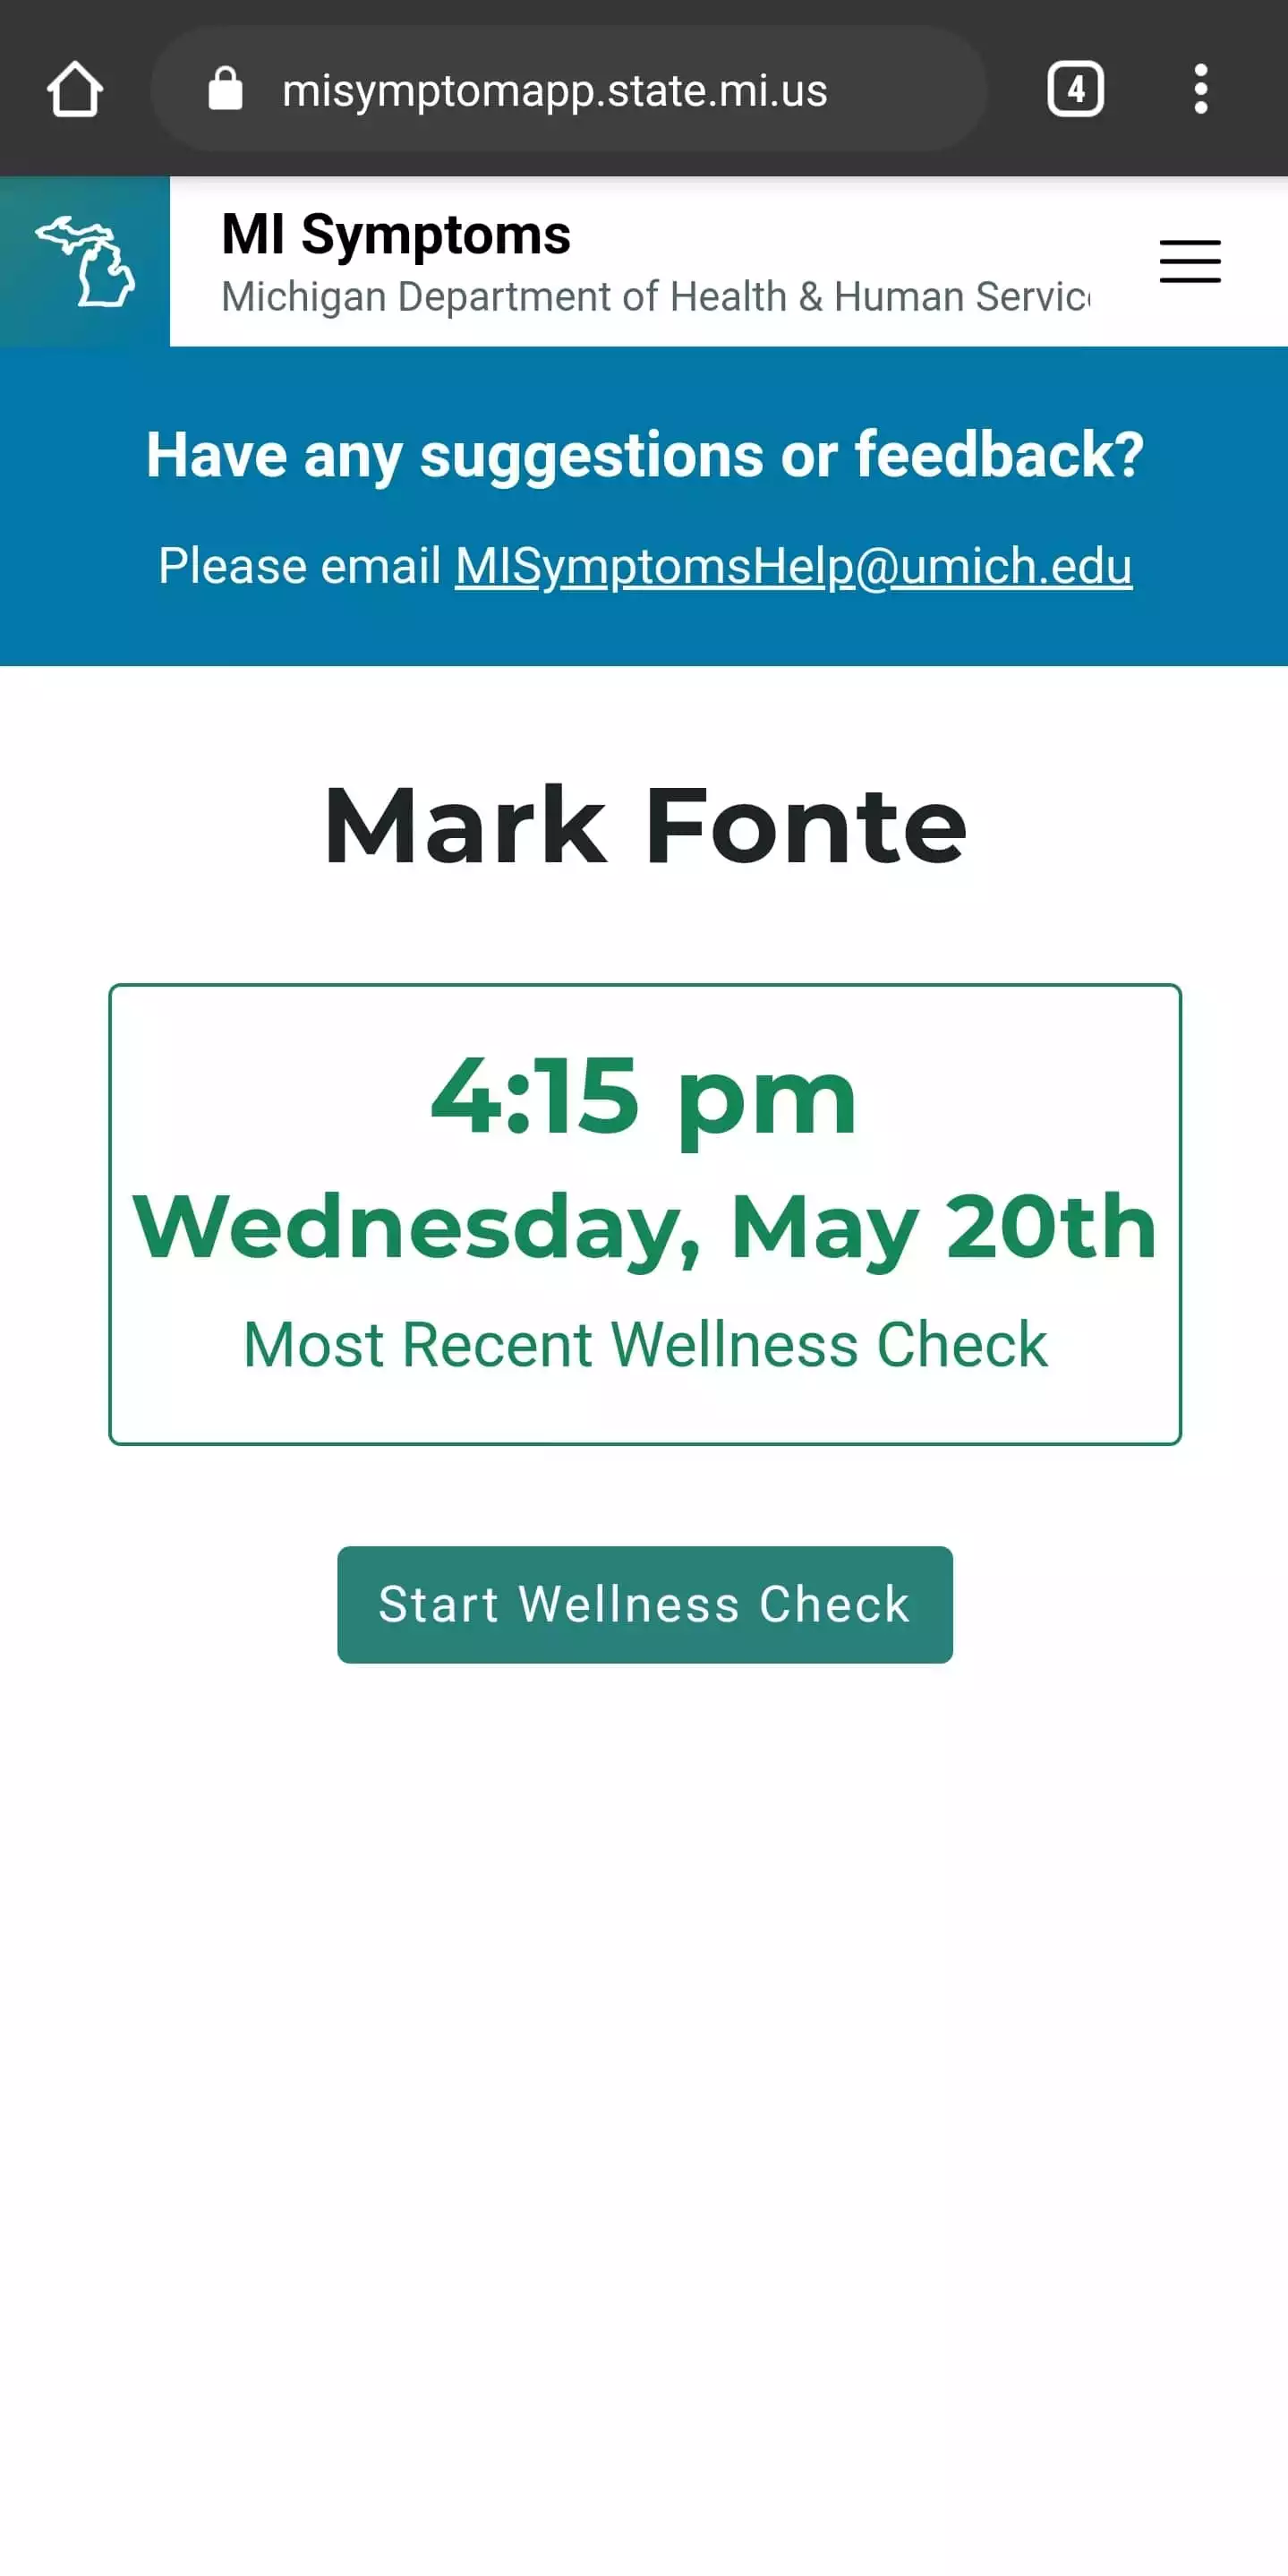 misymptomapp.state.mi.us
4
MI Symptoms
Michigan Department of Health & Human Servic
Have any suggestions or feedback?
Please email MISymptomsHelp@umich.edu
Mark Fonte
4:15 pm
Wednesday, May 20th
Most Recent Wellness Check
Start Wellness Check